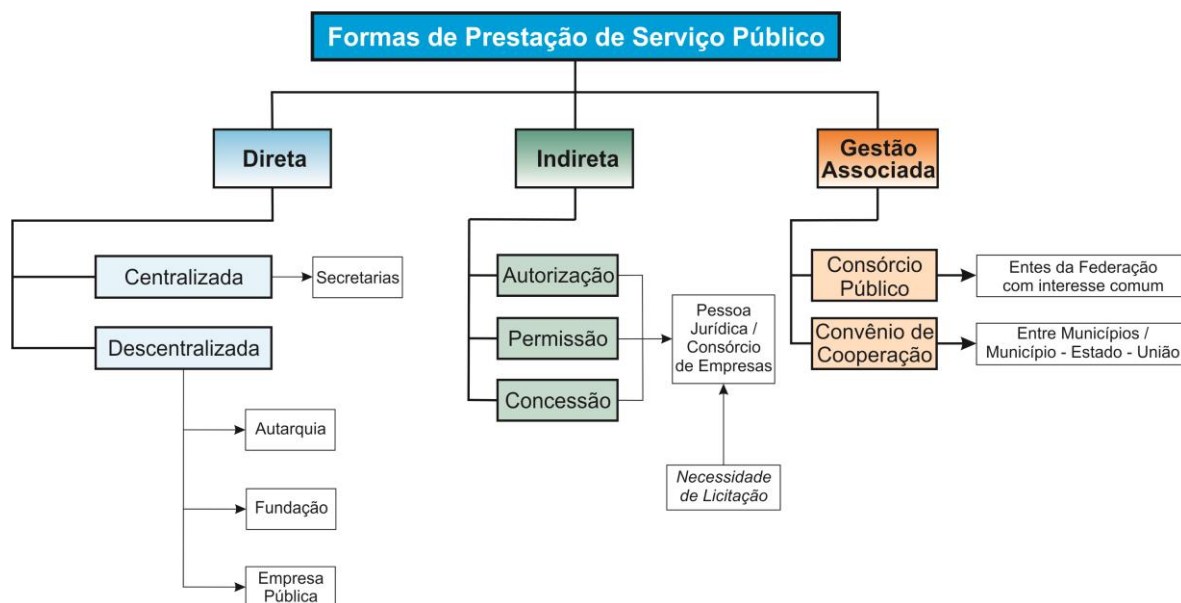 Formas de Prestação de Serviço Público
Direta
Indireta
Gestão
Associada
Centralizada
Secretarias
Descentralizada
Autarquia
Fundação
Empresa
Pública
Autorização
Permissão
Concessão
Pessoa
Jurídica /
Consórcio
de Empresas
Necessidade
de Licitação
Consórcio
Público
Entes da Federação
com interesse comum
Convênio de
Cooperação
Entre Municípios /
Município - Estado - União